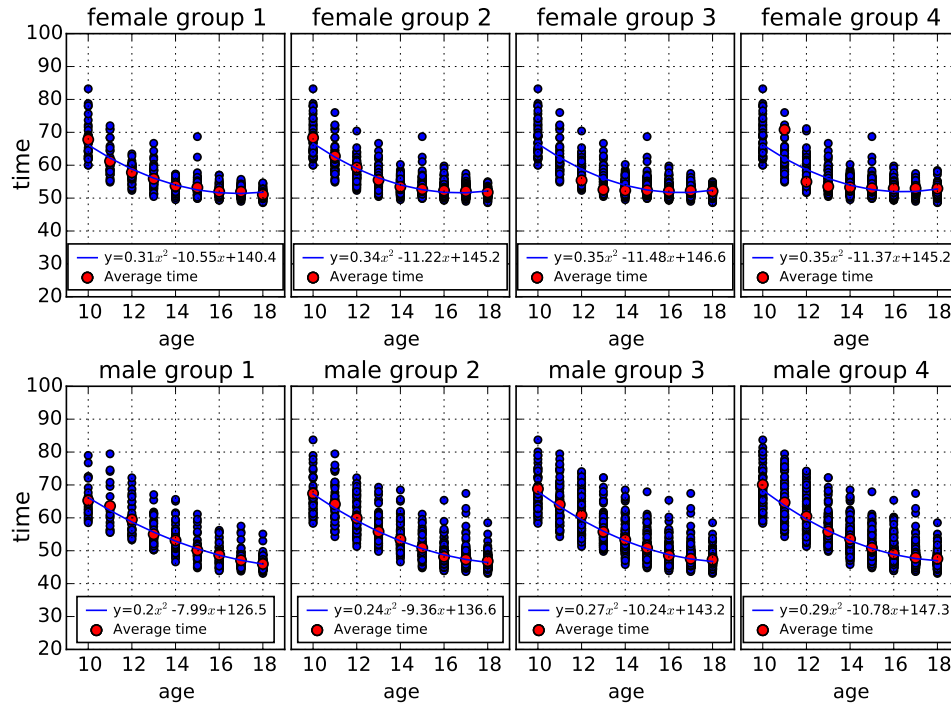 female group 1
female group 2
female group 3
female group 4
100
90
80
70
60
50
40
30
20
time
y=0.31x² -10.55x+140.4
Average time
y=0.34x² -11.22x+145.2
Average time
y=0.35x² -11.48x+146.6
Average time
y=0.35x² -11.37x+145.2
Average time
10 12 14 16 18
10 12 14 16 18
10 12 14 16 18
10 12 14 16 18
age
age
age
age
male group 1
male group 2
male group 3
male group 4
100
90
80
70
60
50
40
30
20
time
y=0.2x² -7.99x+126.5
Average time
y=0.24x² -9.36x+136.6
Average time
y=0.27x² -10.24x+143.2
Average time
y=0.29x² -10.78x+147.3
Average time
10 12 14 16 18
10 12 14 16 18
10 12 14 16 18
10 12 14 16 18
age
age
age
age